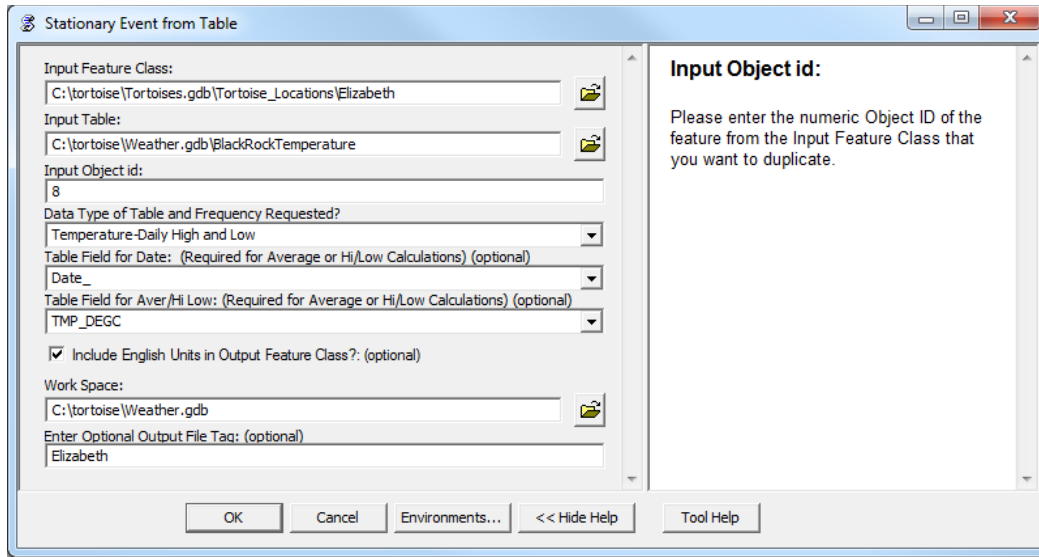 Stationary Event from Table
Input Feature Class:
C:\tortoise\Tortoises.gdb\Tortoise_Locations\Elizabeth
Input Table:
C:\tortoise\Weather.gdb\BlackRockTemperature
Input Object id:
8
Data Type of Table and Frequency Requested?
Temperature-Daily High and Low
Table Field for Date: (Required for Average or Hi/Low Calculations) (optional)
Date_
Table Field for Aver/Hi Low: (Required for Average or Hi/Low Calculations) (optional)
TMP_DEGC
Include English Units in Output Feature Class?: (optional)
Work Space:
C:\tortoise\Weather.gdb
Enter Optional Output File Tag: (optional)
Elizabeth
Input Object id:
Please enter the numeric Object ID of the
feature from the Input Feature Class that
you want to duplicate.
OK
Cancel
Environments...
<< Hide Help
Tool Help